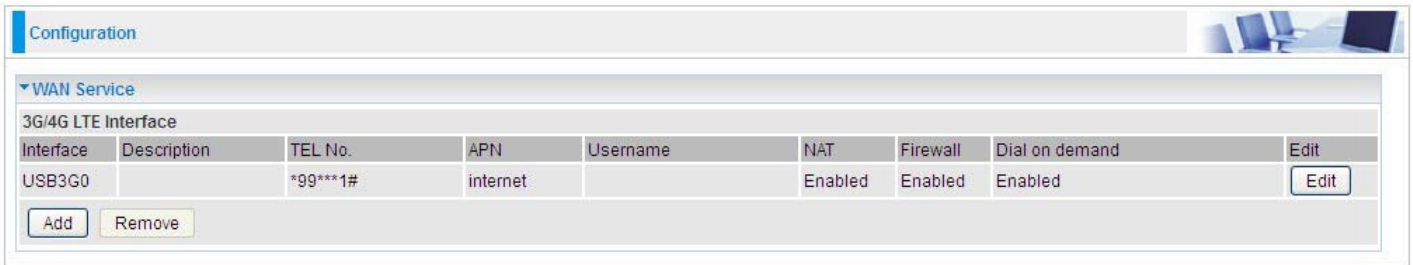 Configuration
WAN Service
3G/4G LTE Interface
Interface Description TEL No. APN Username NAT Firewall Dial on demand Edit
USB3G0 *99***1# internet Enabled Enabled Enabled Edit
Add Remove